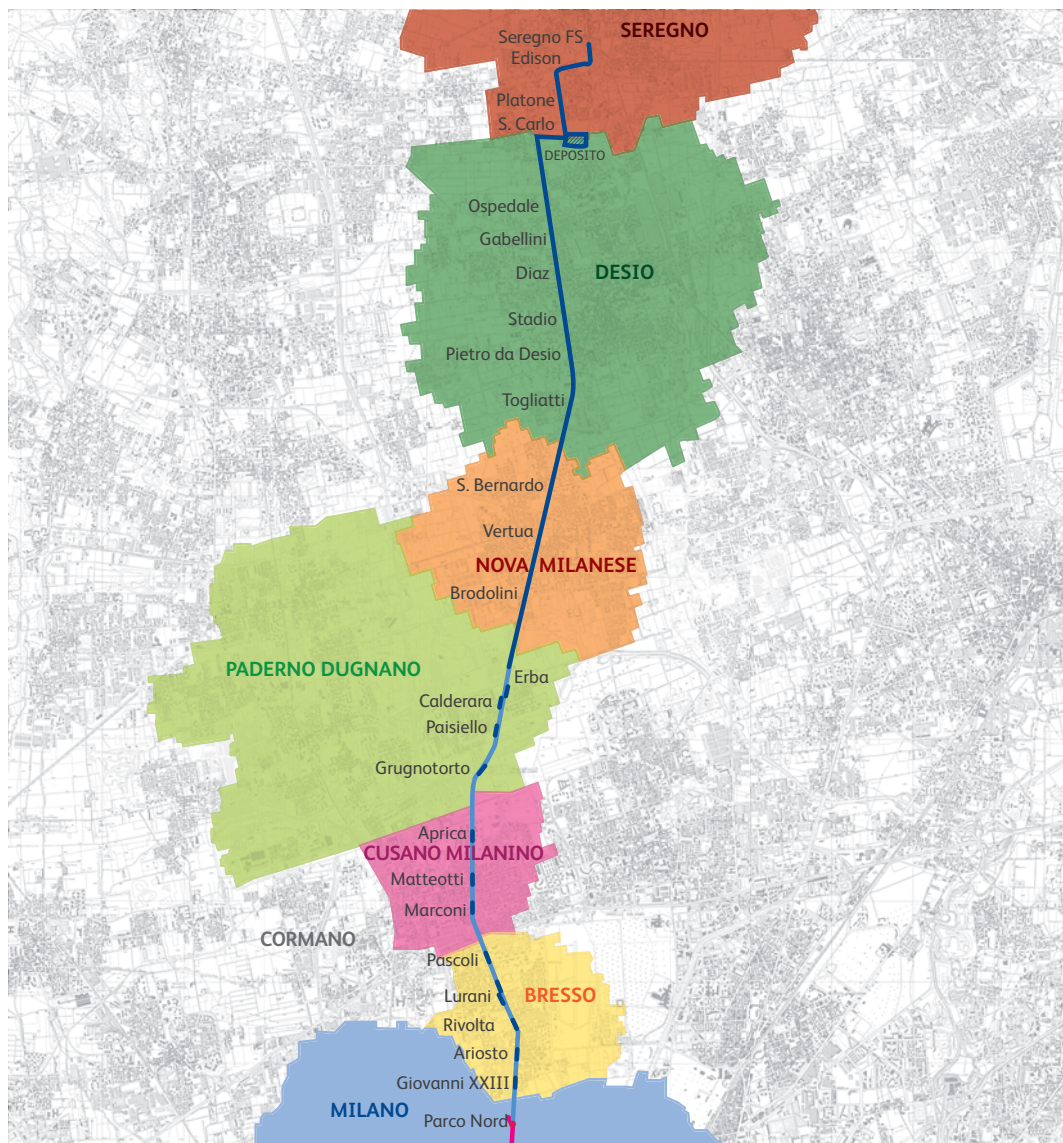 SEREGNO
Seregno FS
Edison
Platone
S. Carlo
DEPOSITO
Ospedale
Gabellini
Diaz
DESIO
Stadio
Pietro da Desio
Togliatti
S. Bernardo
Vertua
NOVA MILANESE
Brodolini
PADERNO DUGNANO
Erba
Calderara
Paisiello
Grugnotorto
Aprica
CUSANO MILANINO
Matteotti
Marconi
CORMANO
Pascoli
Lurani
BRESSO
Rivolta
Ariosto
Giovanni XXIII
MILANO
Parco Nord